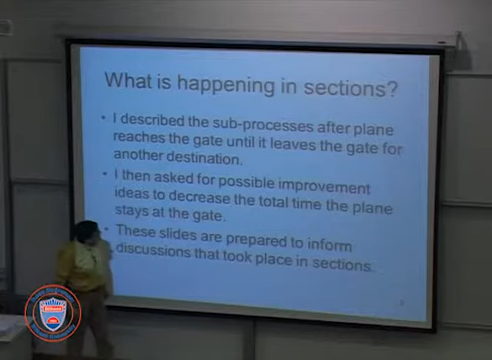 What is happening in sections?
• I described the sub-processes after plane
reaches the gate until it leaves the gate for
another destination.
• I then asked for possible improvement
ideas to decrease the total time the plane
stays at the gate.
• These slides are prepared to inform
discussions that took place in sections.